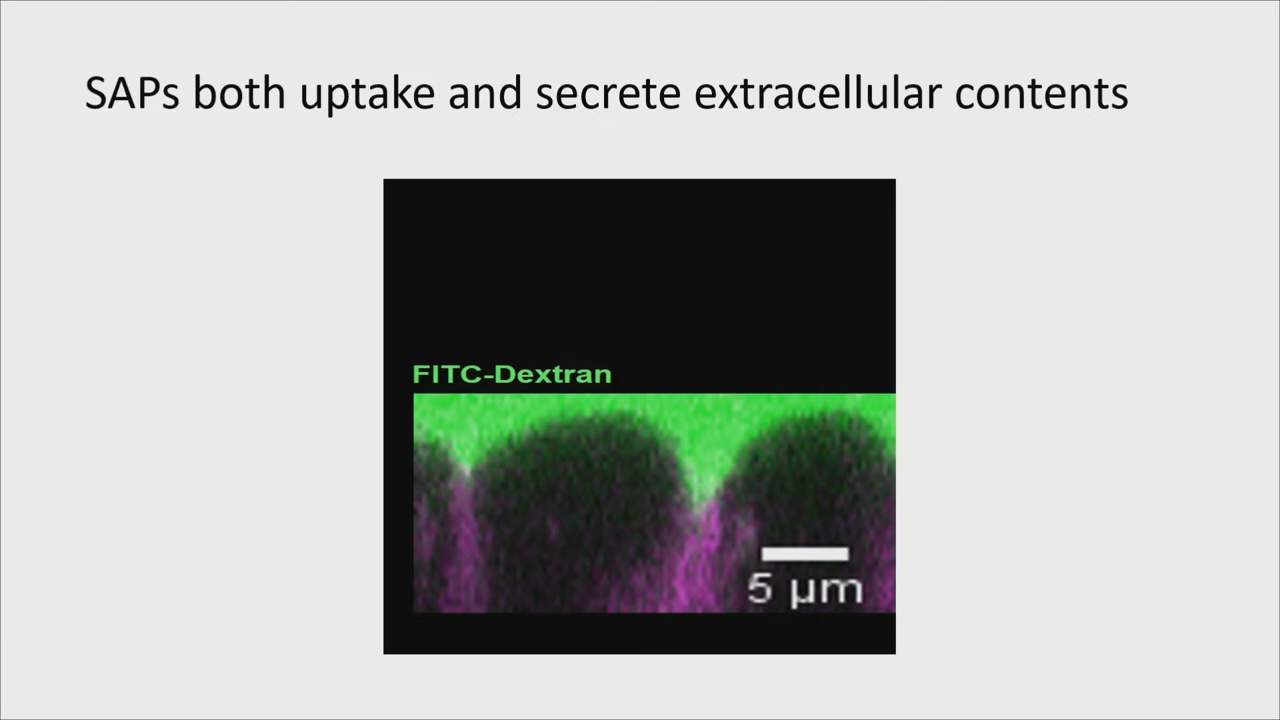 SAPs both uptake and secrete extracellular contents
FITC-Dextran
5 µm